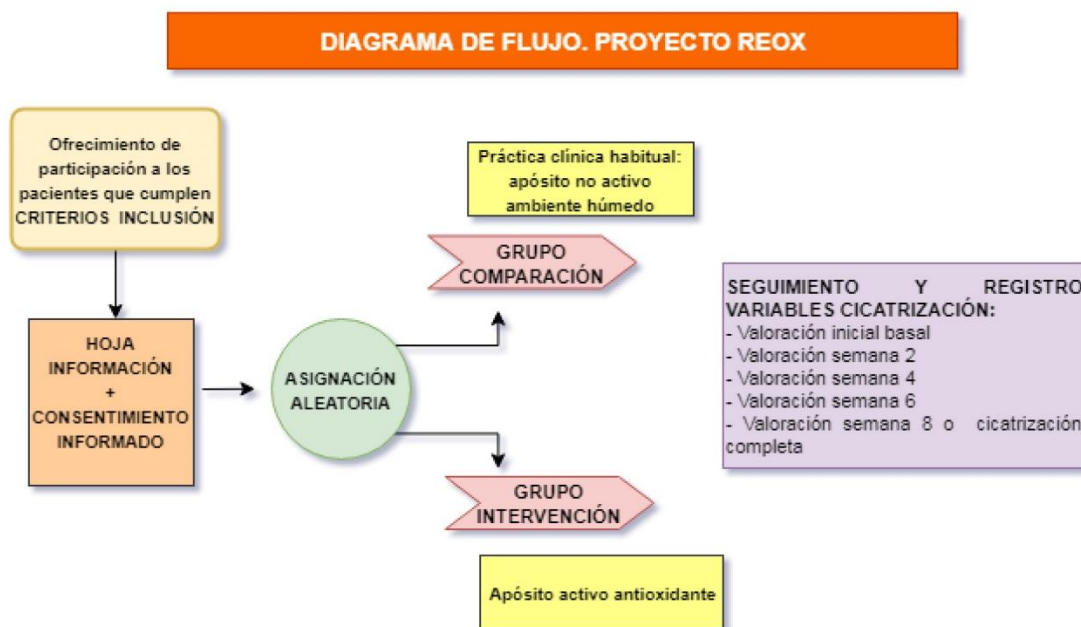 DIAGRAMA DE FLUJO. PROYECTO REOX
Ofrecimiento de
participación a los
pacientes que cumplen
CRITERIOS INCLUSIÓN
HOJA
INFORMACIÓN
+
CONSENTIMIENTO
INFORMADO
ASIGNACIÓN
ALEATORIA
Práctica clínica habitual:
apósito no activo
ambiente húmedo
GRUPO
COMPARACIÓN
GRUPO
INTERVENCIÓN
Apósito activo antioxidante
SEGUIMIENTO Y REGISTRO
VARIABLES CICATRIZACIÓN:
- Valoración inicial basal
- Valoración semana 2
- Valoración semana 4
- Valoración semana 6
- Valoración semana 8 o cicatrización
completa